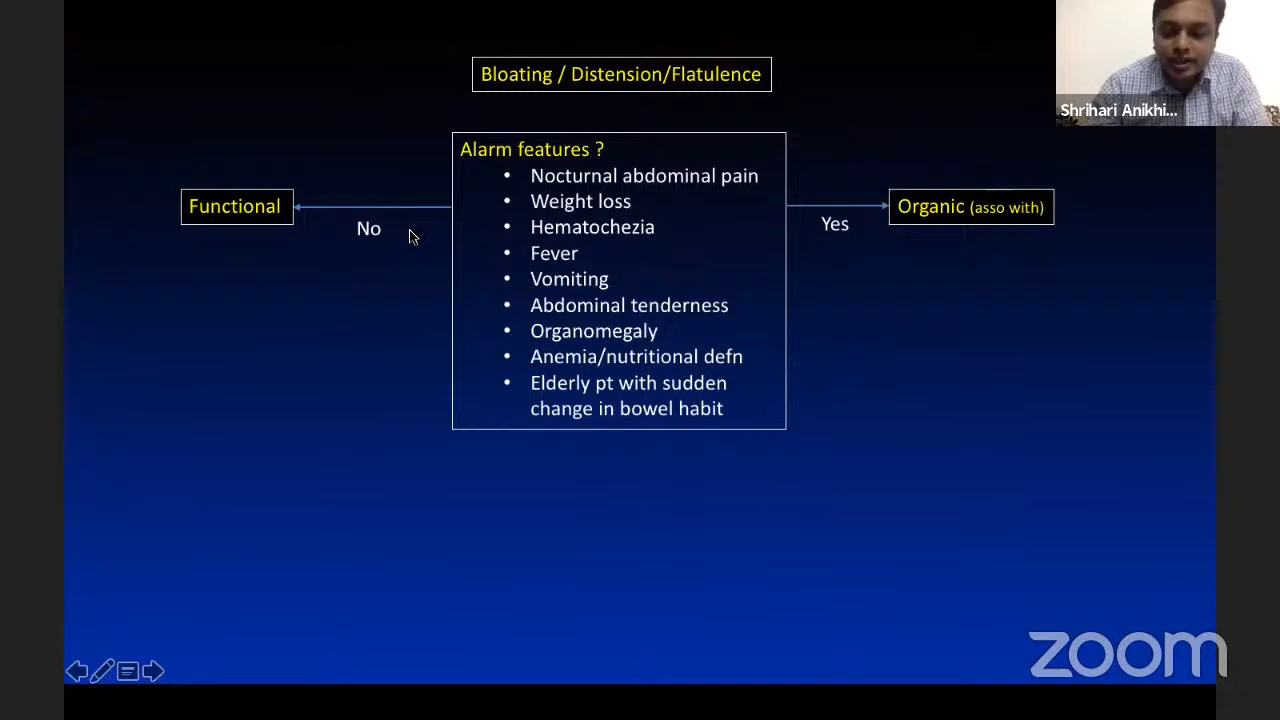 Bloating / Distension/Flatulence
Shrihari Anikhi...
Alarm features ?
• Nocturnal abdominal pain
• Weight loss
• Hematochezia
• Fever
• Vomiting
• Abdominal tenderness
• Organomegaly
• Anemia/nutritional defn
• Elderly pt with sudden
change in bowel habit
Functional
No
Yes
Organic (asso with)
zoom